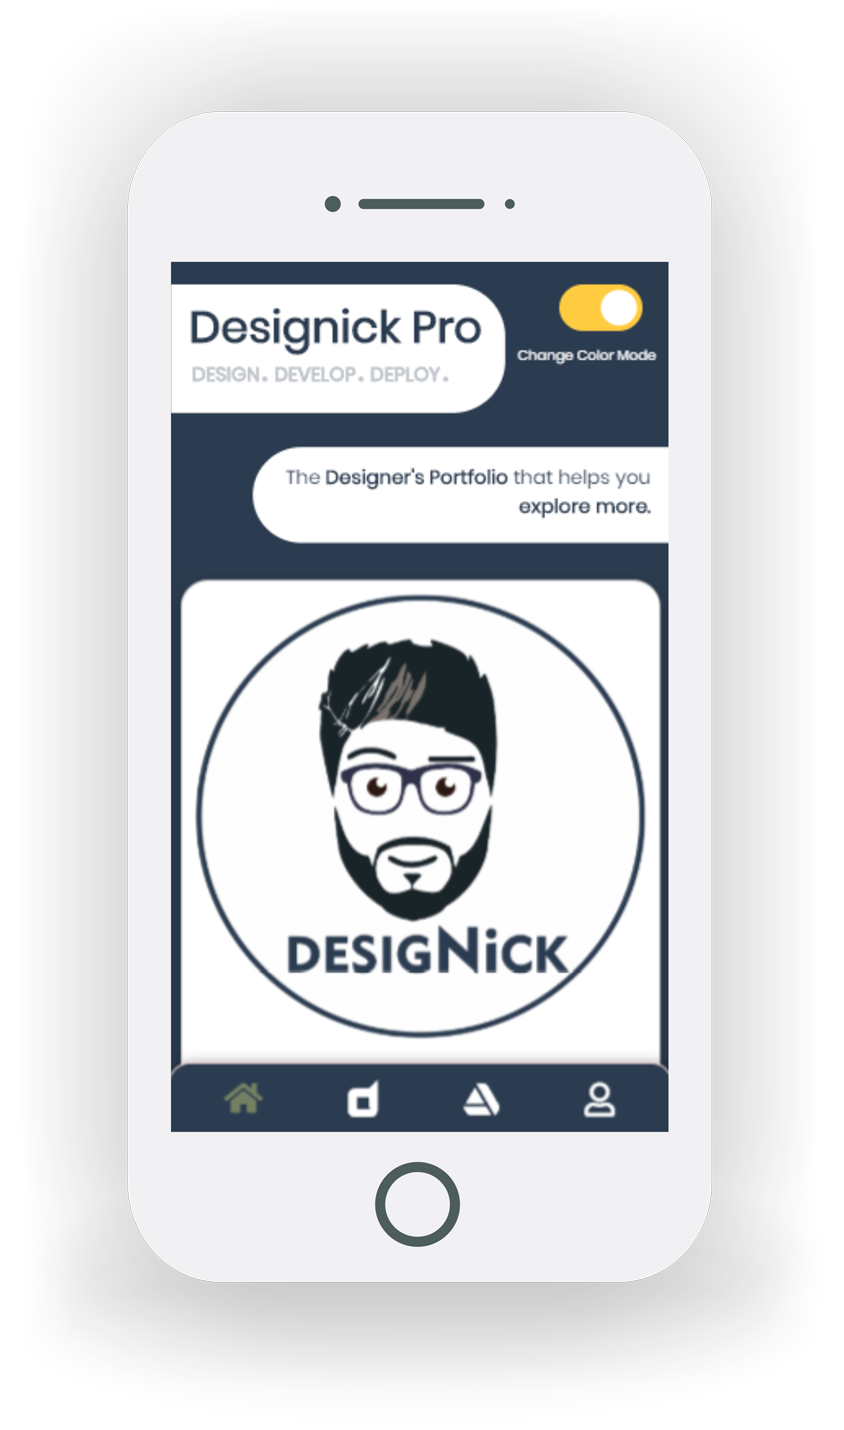 Designick Pro
DESIGN. DEVELOP. DEPLOY.
Change Color Mode
The Designer's Portfolio that helps you
explore more.
DESIGNiCK